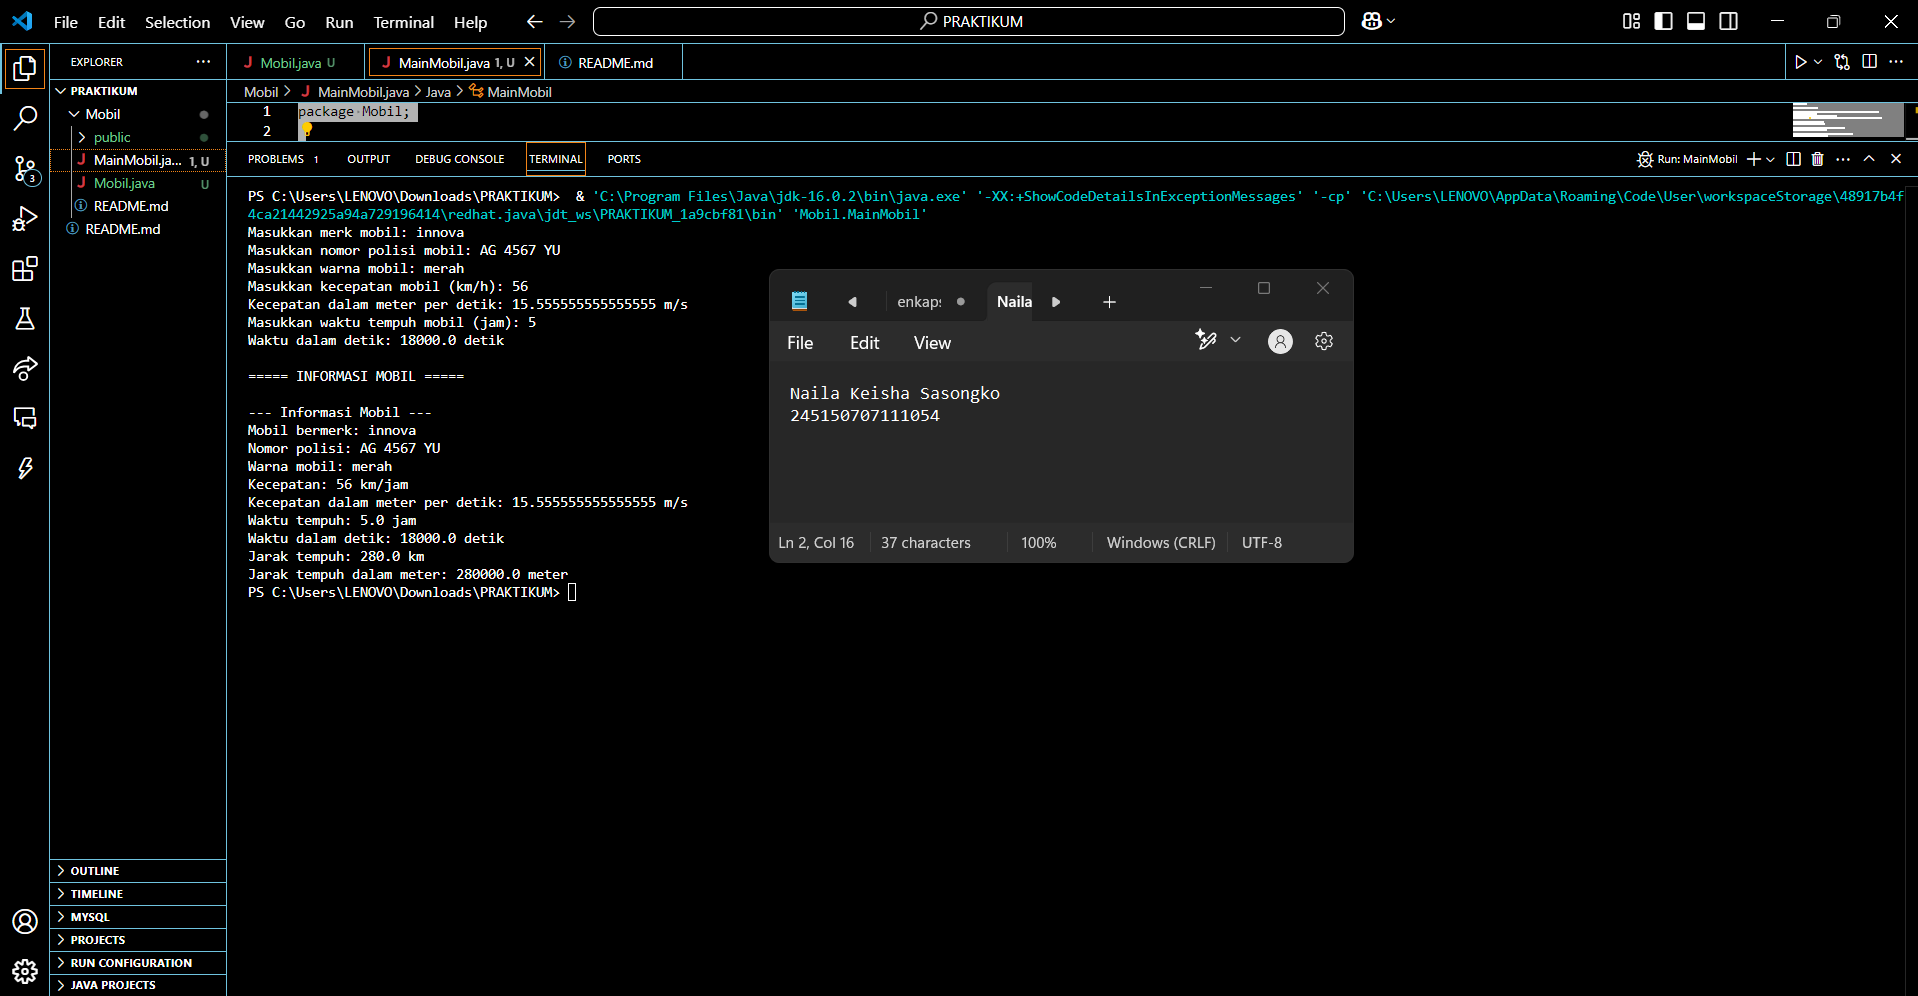 File Edit Selection View Go Run Terminal Help
PRAKTIKUM
EXPLORER
Mobil.java U
MainMobil.java 1, U
README.md
PRAKTIKUM
Mobil
public
MainMobil.ja... 1, U
Mobil.java U
README.md
README.md
3
Mobil > MainMobil.java > Java > MainMobil
1 package Mobil;
2
PROBLEMS 1 OUTPUT DEBUG CONSOLE TERMINAL PORTS
Run: MainMobil
PS C:\Users\LENOVO\Downloads\PRAKTIKUM> & 'C:\Program Files\Java\jdk-16.0.2\bin\java.exe' '-XX:+ShowCodeDetailsInExceptionMessages' '-cp' 'C:\Users\LENOVO\AppData\Roaming\Code\User\workspaceStorage\48917b4f
4ca21442925a94a729196414\redhat.java\jdt_ws\PRAKTIKUM_1a9cbf81\bin' 'Mobil.MainMobil'
Masukkan merk mobil: innova
Masukkan nomor polisi mobil: AG 4567 YU
Masukkan warna mobil: merah
Masukkan kecepatan mobil (km/h): 56
Kecepatan dalam meter per detik: 15.555555555555555 m/s
Masukkan waktu tempuh mobil (jam): 5
Waktu dalam detik: 18000.0 detik
===== INFORMASI MOBIL =====
--- Informasi Mobil ---
Mobil bermerk: innova
Nomor polisi: AG 4567 YU
Warna mobil: merah
Kecepatan: 56 km/jam
Kecepatan dalam meter per detik: 15.555555555555555 m/s
Waktu tempuh: 5.0 jam
Waktu dalam detik: 18000.0 detik
Jarak tempuh: 280.0 km
Jarak tempuh dalam meter: 280000.0 meter
PS C:\Users\LENOVO\Downloads\PRAKTIKUM>
enkaps Naila
File Edit View
Naila Keisha Sasongko
245150707111054
Ln 2, Col 16 37 characters 100% Windows (CRLF) UTF-8
OUTLINE
TIMELINE
MYSQL
PROJECTS
RUN CONFIGURATION
JAVA PROJECTS